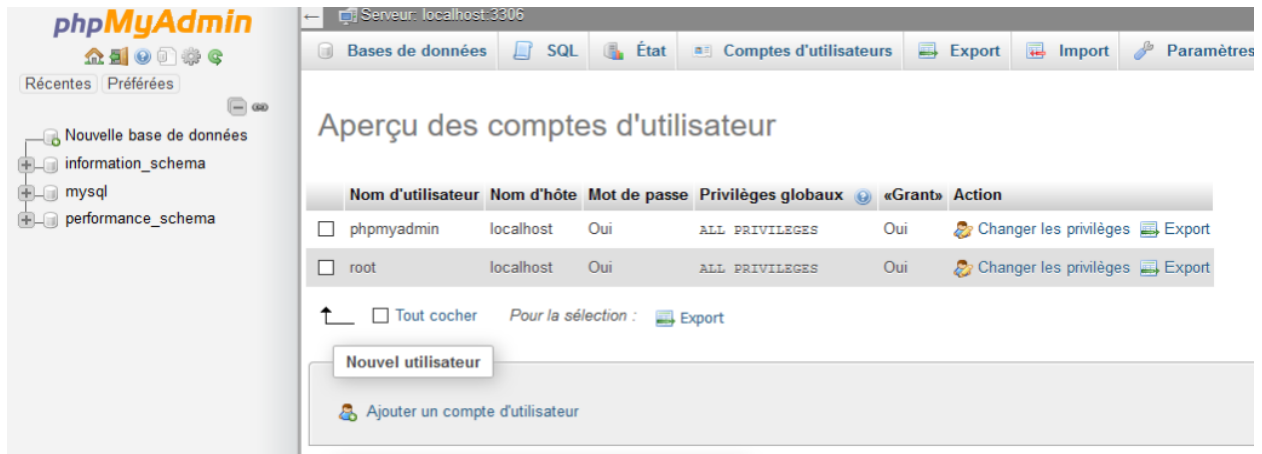 phpMyAdmin
Récentes Préférées
Nouvelle base de données
information_schema
mysql
performance_schema
Serveur: localhost:3306
Bases de données SQL État Comptes d'utilisateurs Export Import Paramètres
Aperçu des comptes d'utilisateur
Nom d'utilisateur Nom d'hôte Mot de passe Privilèges globaux «Grant» Action
phpmyadmin localhost Oui ALL PRIVILEGES Oui Changer les privilèges Export
root localhost Oui ALL PRIVILEGES Oui Changer les privilèges Export
Tout cocher Pour la sélection : Export
Nouvel utilisateur
Ajouter un compte d'utilisateur